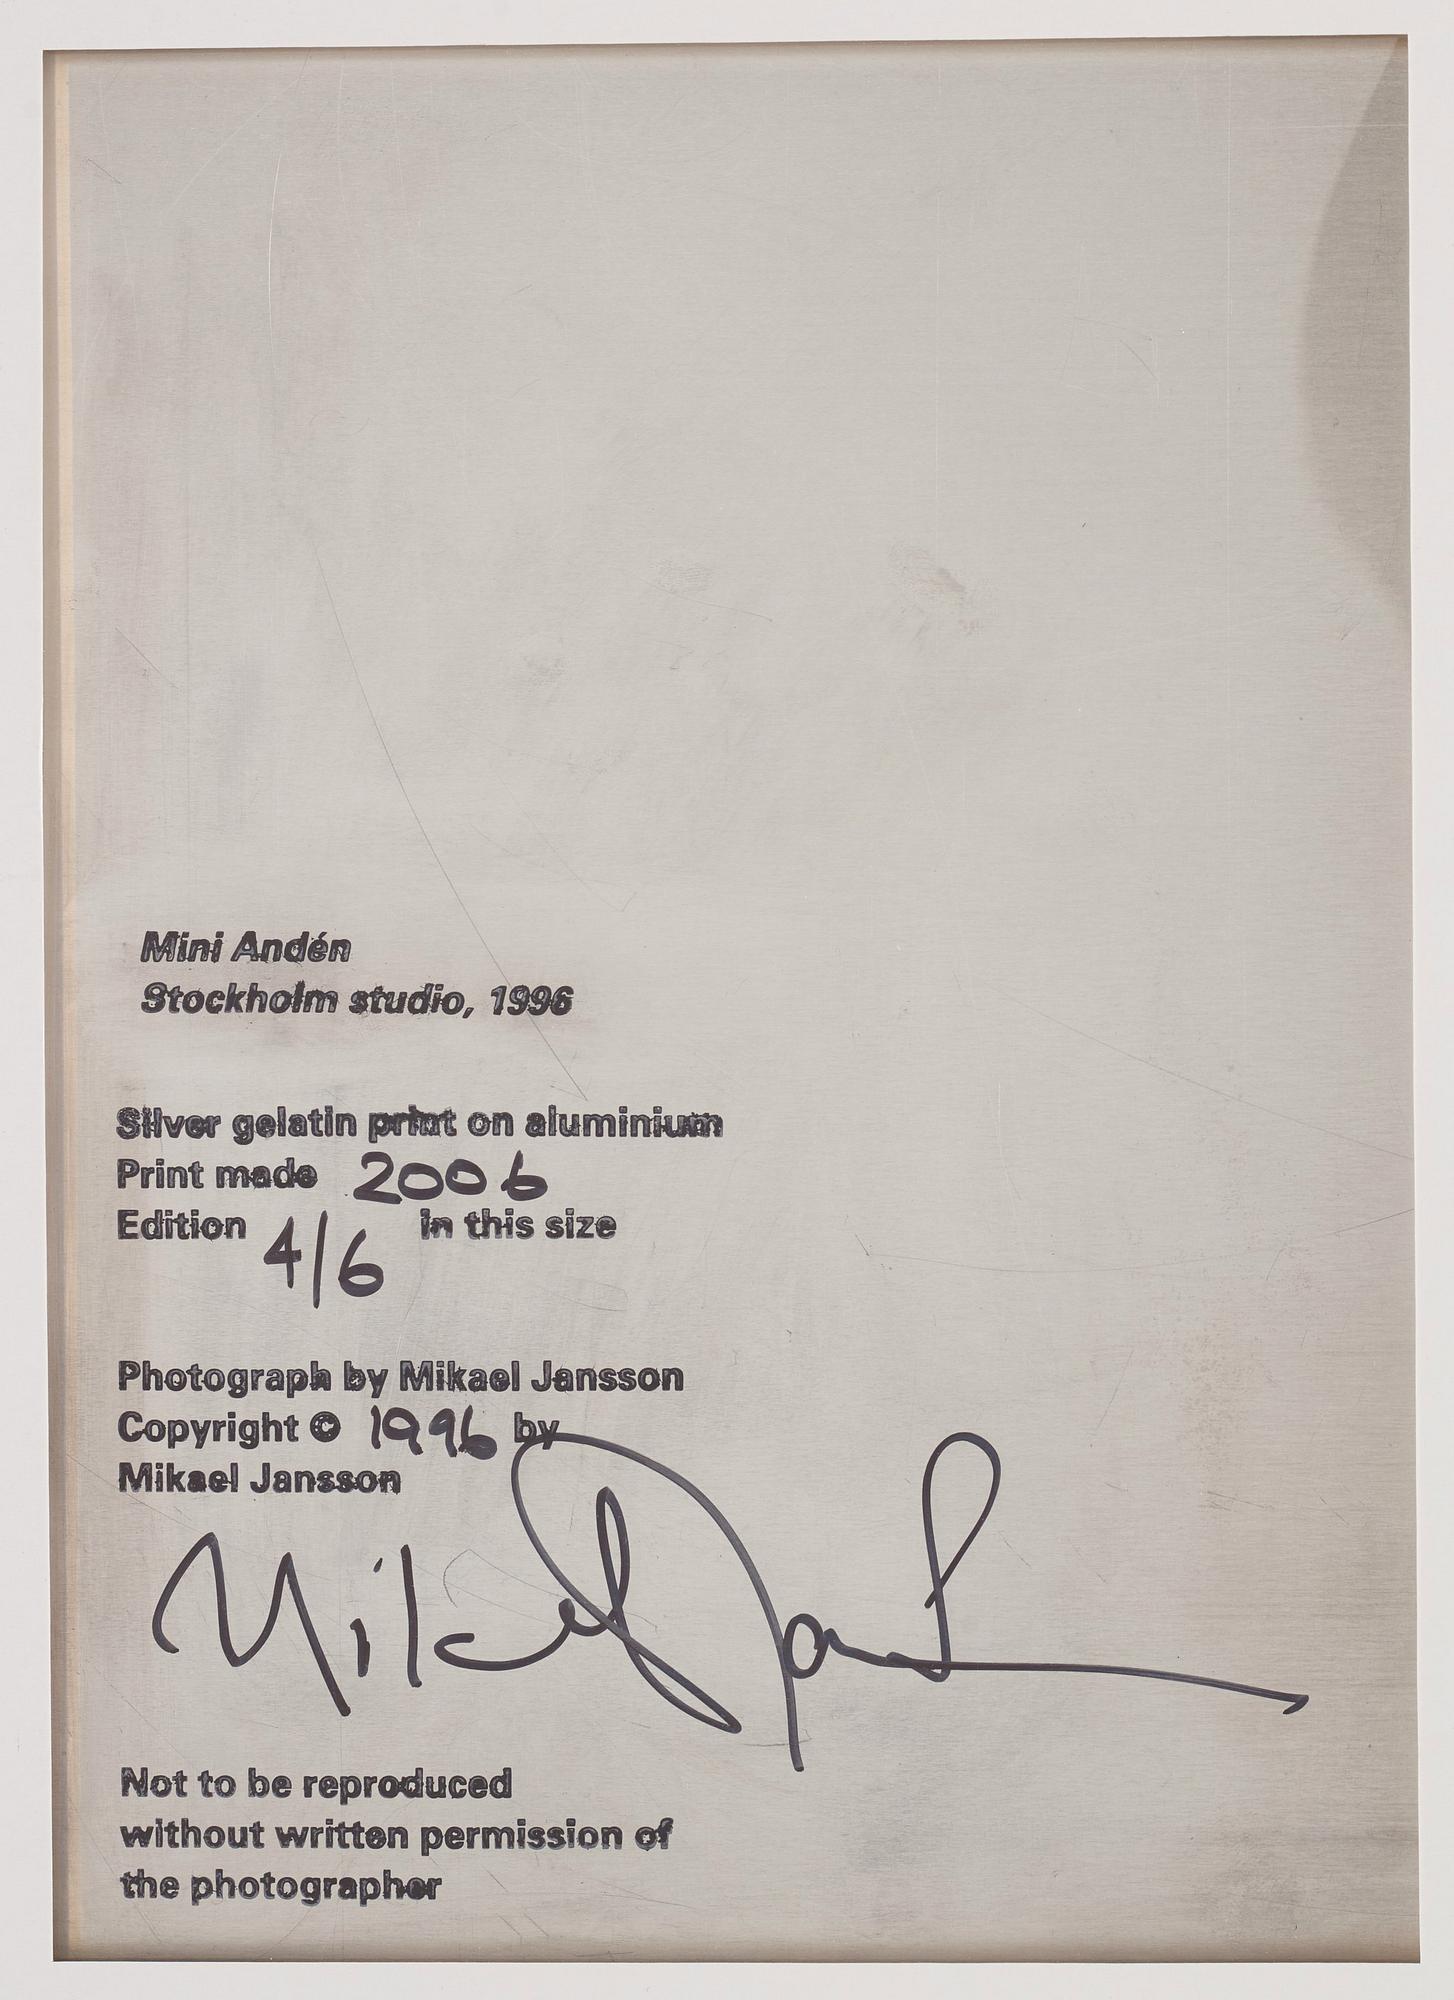 Mini Andén
Stockholm studio, 1996
Silver gelatin print on aluminium
Print made 2006
Edition 4/6 in this size
Photograph by Mikael Jansson
Copyright © 1996 by
Mikael Jansson
Mikael Jansson
Not to be reproduced
without written permission of
the photographer